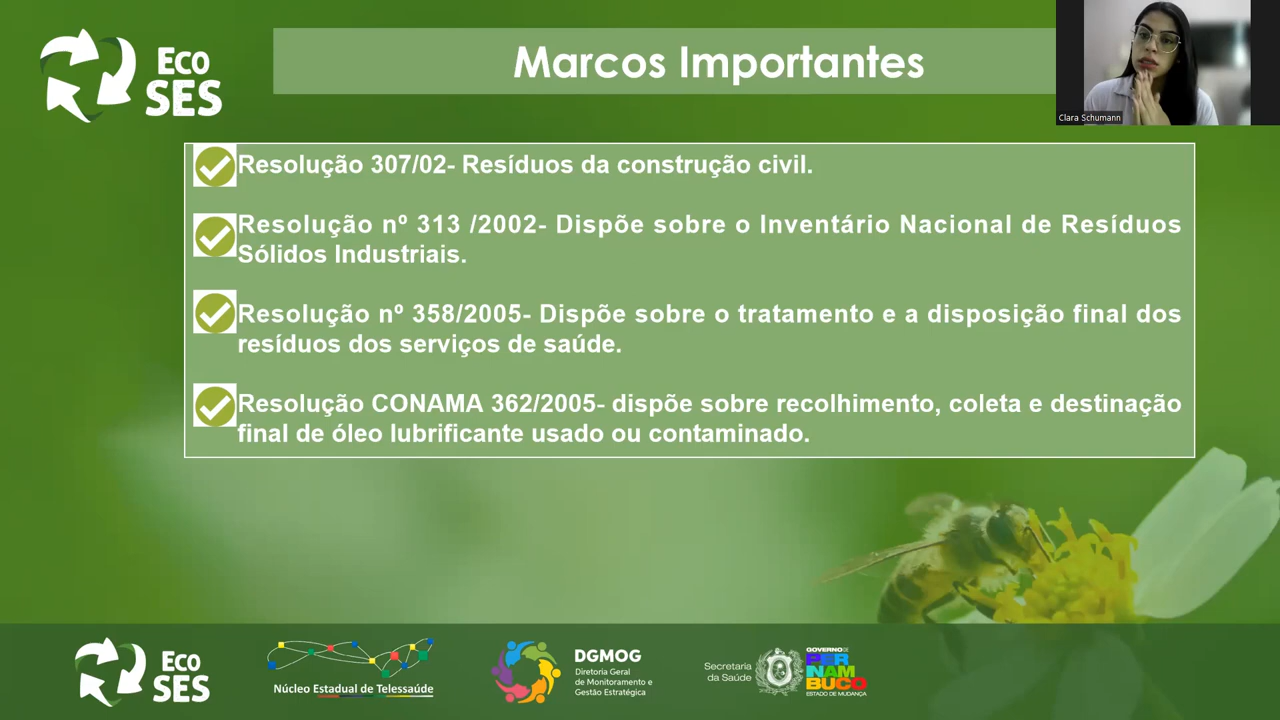 Eco
SES
Marcos Importantes
Clara Schumann
Resolução 307/02- Resíduos da construção civil.
Resolução nº 313 /2002- Dispõe sobre o Inventário Nacional de Resíduos
Sólidos Industriais.
Resolução nº 358/2005- Dispõe sobre o tratamento e a disposição final dos
resíduos dos serviços de saúde.
Resolução CONAMA 362/2005- dispõe sobre recolhimento, coleta e destinação
final de óleo lubrificante usado ou contaminado.
Eco
SES
Núcleo Estadual de Telessaúde
DGMOG
Diretoria Geral
de Monitoramento e
Gestão Estratégica
Secretaria
da Saúde
GOVERNO DE
PER
NAM
BUCO
ESTADO DE MUDANÇA